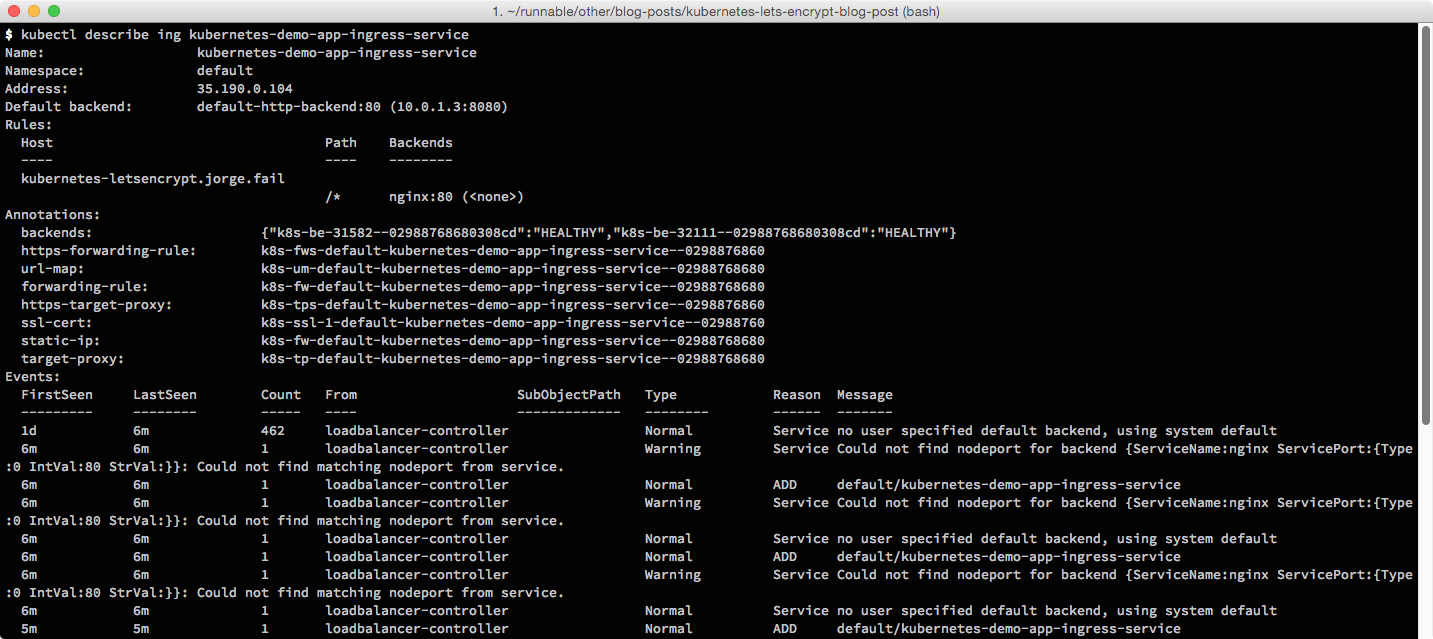 1. ~/runnable/other/blog-posts/kubernetes-lets-encrypt-blog-post (bash)
$ kubectl describe ing kubernetes-demo-app-ingress-service
Name: kubernetes-demo-app-ingress-service
Namespace: default
Address: 35.190.0.104
Default backend: default-http-backend:80 (10.0.1.3:8080)
Rules:
Host Path Backends
---- ---- --------
kubernetes-letsencrypt.jorge.fail
/* nginx:80 (<none>)
Annotations:
backends: {"k8s-be-31582--02988768680308cd":"HEALTHY","k8s-be-32111--02988768680308cd":"HEALTHY"}
https-forwarding-rule: k8s-fws-default-kubernetes-demo-app-ingress-service--0298876860
url-map: k8s-um-default-kubernetes-demo-app-ingress-service--02988768680
forwarding-rule: k8s-fw-default-kubernetes-demo-app-ingress-service--02988768680
https-target-proxy: k8s-tps-default-kubernetes-demo-app-ingress-service--0298876860
ssl-cert: k8s-ssl-1-default-kubernetes-demo-app-ingress-service--02988760
static-ip: k8s-fw-default-kubernetes-demo-app-ingress-service--02988768680
target-proxy: k8s-tp-default-kubernetes-demo-app-ingress-service--02988768680
Events:
FirstSeen LastSeen Count From SubObjectPath Type Reason Message
--------- -------- ----- ---- ------------- -------- ------ -------
1d 6m 462 loadbalancer-controller Normal Service no user specified default backend, using system default
6m 6m 1 loadbalancer-controller Warning Service Could not find nodeport for backend {ServiceName:nginx ServicePort:{Type
:0 IntVal:80 StrVal:}}: Could not find matching nodeport from service.
6m 6m 1 loadbalancer-controller Normal ADD default/kubernetes-demo-app-ingress-service
6m 6m 1 loadbalancer-controller Warning Service Could not find nodeport for backend {ServiceName:nginx ServicePort:{Type
:0 IntVal:80 StrVal:}}: Could not find matching nodeport from service.
6m 6m 1 loadbalancer-controller Normal Service no user specified default backend, using system default
6m 6m 1 loadbalancer-controller Normal ADD default/kubernetes-demo-app-ingress-service
6m 6m 1 loadbalancer-controller Warning Service Could not find nodeport for backend {ServiceName:nginx ServicePort:{Type
:0 IntVal:80 StrVal:}}: Could not find matching nodeport from service.
6m 6m 1 loadbalancer-controller Normal Service no user specified default backend, using system default
5m 5m 1 loadbalancer-controller Normal ADD default/kubernetes-demo-app-ingress-service